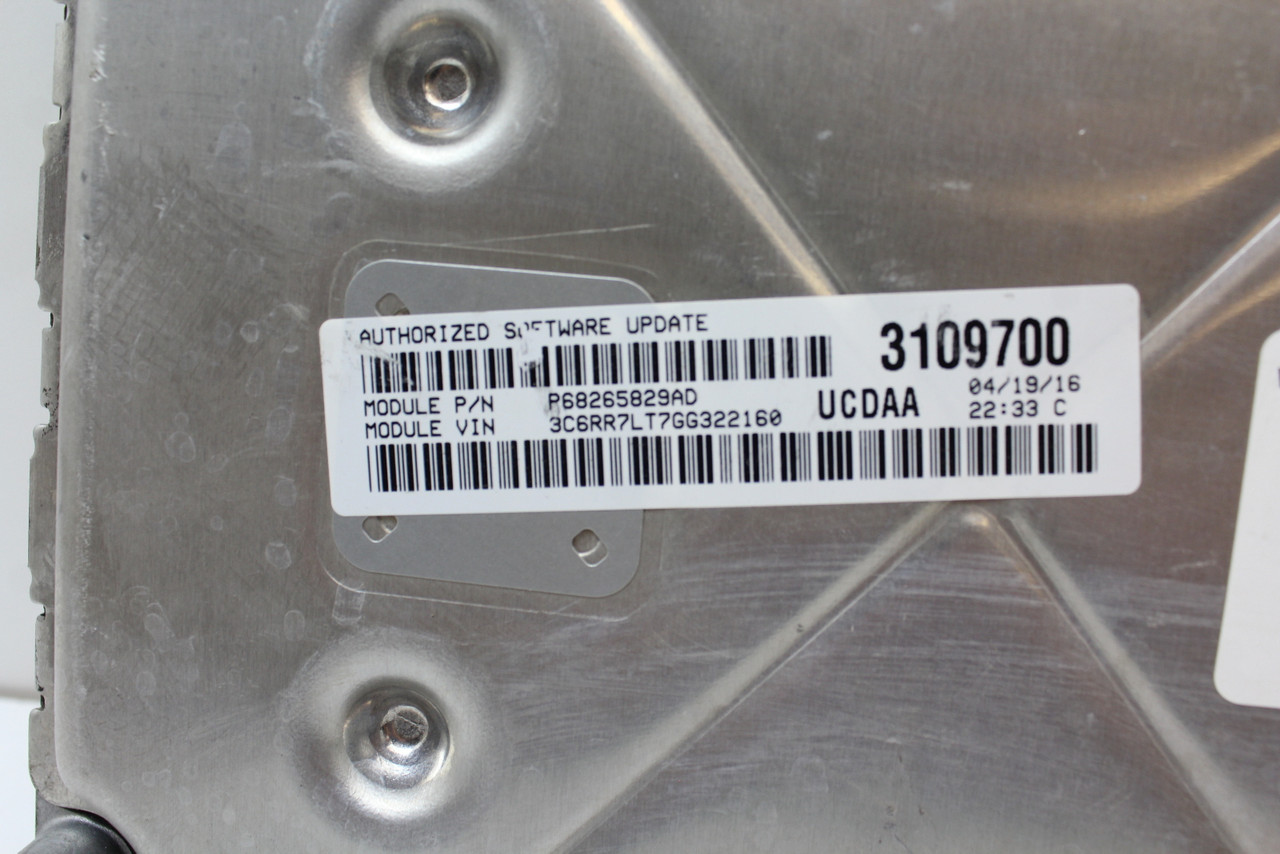 AUTHORIZED SOFTWARE UPDATE
3109700
MODULE P/N P68265829AD
UCDAA
04/19/16
MODULE VIN 3C6RR7LT7GG322160
22:33 C